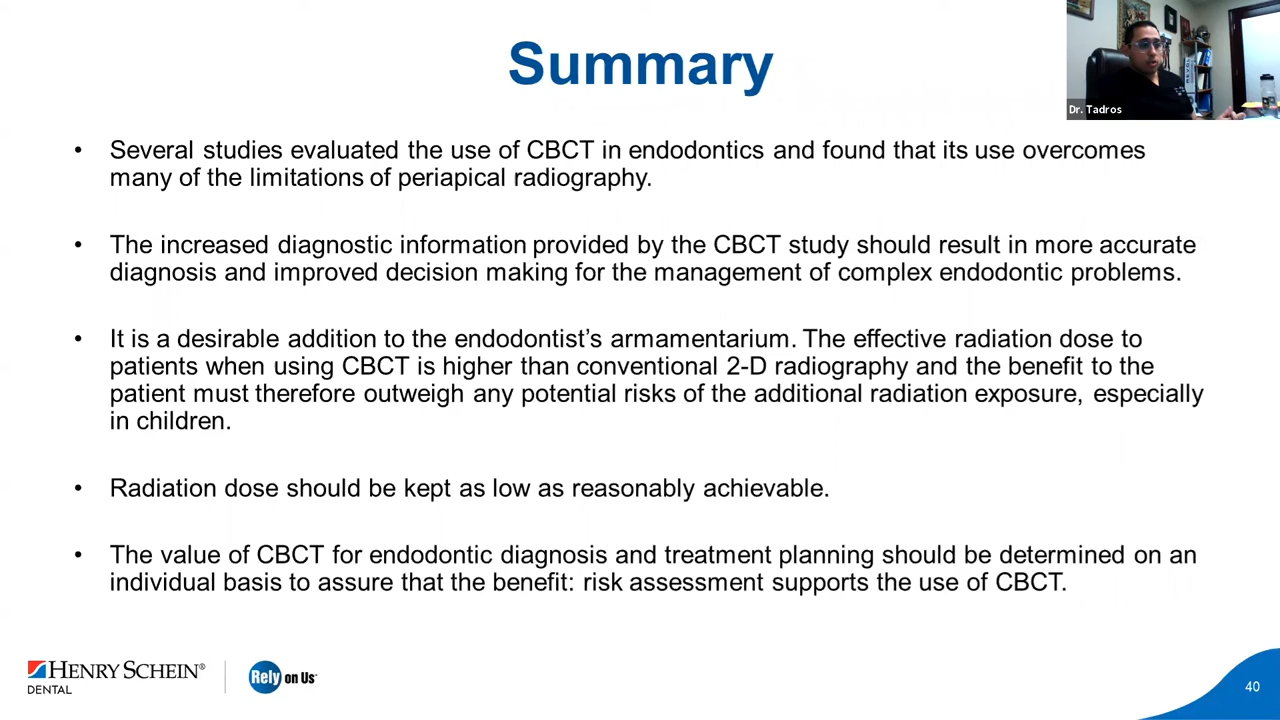 Summary
Dr. Tadros
• Several studies evaluated the use of CBCT in endodontics and found that its use overcomes
many of the limitations of periapical radiography.
• The increased diagnostic information provided by the CBCT study should result in more accurate
diagnosis and improved decision making for the management of complex endodontic problems.
• It is a desirable addition to the endodontist’s armamentarium. The effective radiation dose to
patients when using CBCT is higher than conventional 2-D radiography and the benefit to the
patient must therefore outweigh any potential risks of the additional radiation exposure, especially
in children.
• Radiation dose should be kept as low as reasonably achievable.
• The value of CBCT for endodontic diagnosis and treatment planning should be determined on an
individual basis to assure that the benefit: risk assessment supports the use of CBCT.
HENRY SCHEIN®
DENTAL
Rely on Us™
40